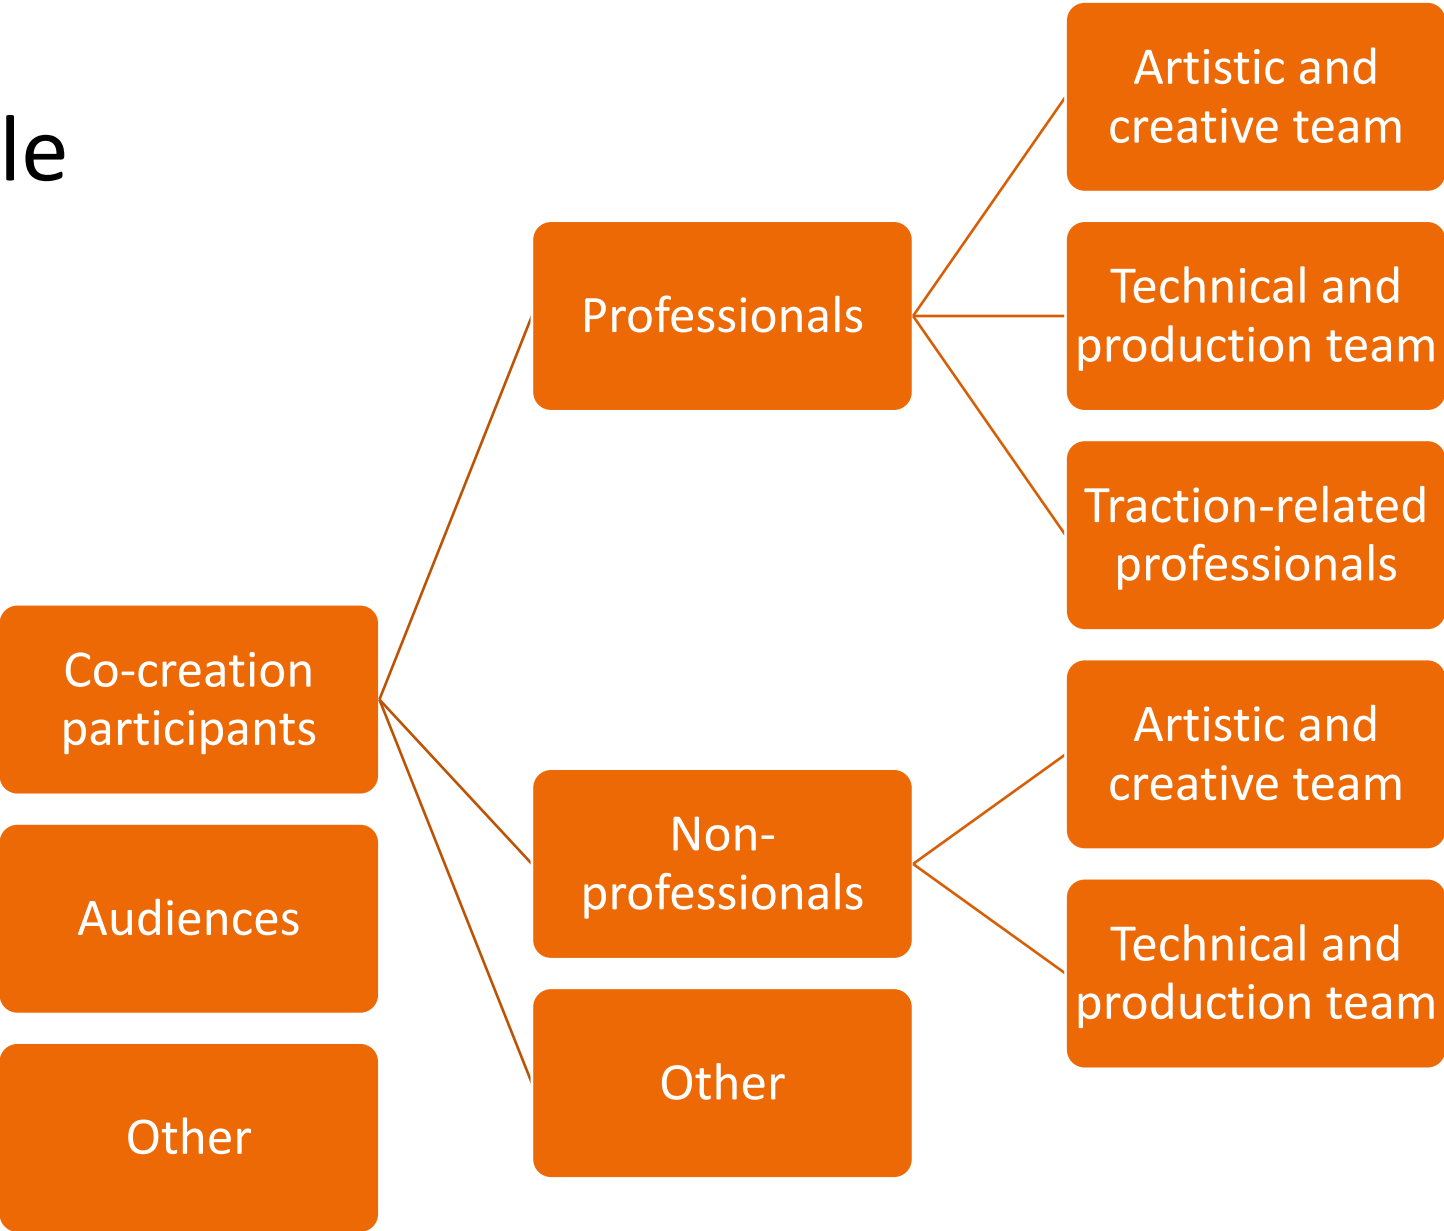 le
Artistic and
creative team
Professionals
Technical and
production team
Traction-related
professionals
Co-creation
participants
Non-
professionals
Artistic and
creative team
Audiences
Technical and
production team
Other
Other